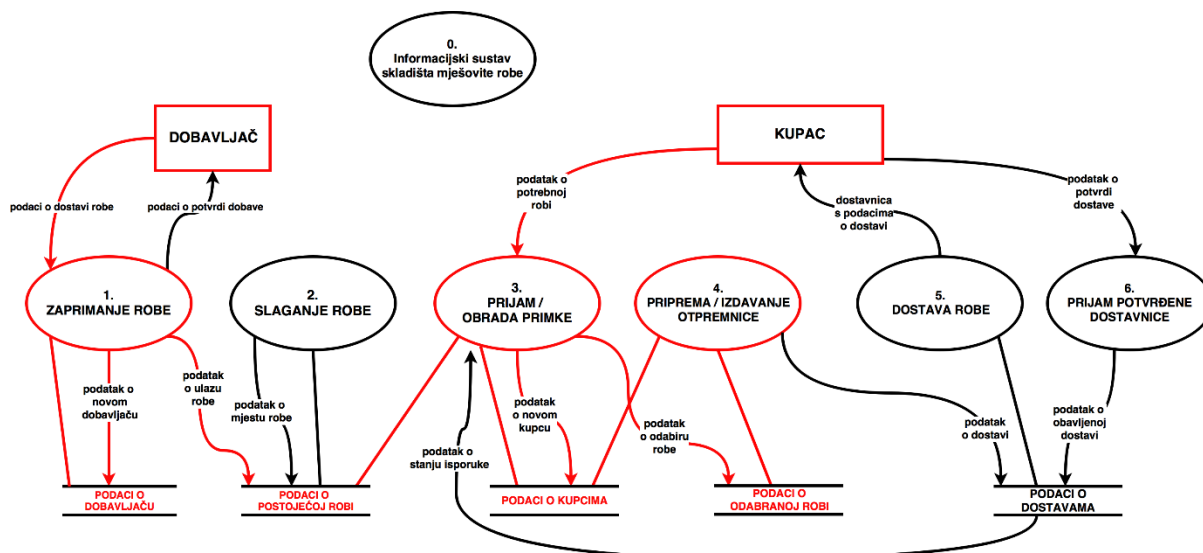 0.
Informacijski sustav
skladišta mješovite robe
DOBAVLJAČ
KUPAC
podaci o dostavi robe
podaci o potvrdi dobave
podatak o
potrebnoj
robi
dostavnica
s podacima
o dostavi
podatak o
potvrdi
dostave
1.
ZAPRIMANJE ROBE
2.
SLAGANJE ROBE
3.
PRIJAM /
OBRADA PRIMKE
4.
PRIPREMA / IZDAVANJE
OTPREMNICE
5.
DOSTAVA ROBE
6.
PRIJAM POTVRĐENE
DOSTAVNICE
podatak o
novom
dobavljaču
podatak
o ulazu
robe
podatak o
mjestu robe
podatak o
stanju isporuke
podatak
o novom
kupcu
podatak
o odabiru
robe
podatak
o dostavi
podatak o
obavljenoj
dostavi
PODACI O
DOBAVLJAČU
PODACI O
POSTOJEĆOJ ROBI
PODACI O KUPCIMA
PODACI O
ODABRANOJ ROBI
PODACI O
DOSTAVAMA